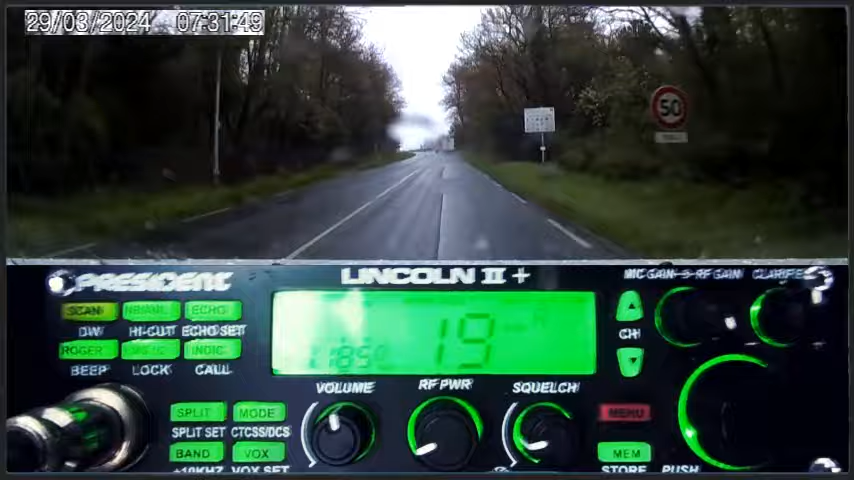 29/03/2024 07:31:49
50
PRESIDENT LINCOLN II +
MIC GAIN RF GAIN CLARIFIER
SCAN NB/ANL ECHO
DW HI-CUT ECHO SET
ROGER INDIC
BEEP LOCK CALL
19
CH
VOLUME RF PWR SQUELCH
SPLIT MODE MENU
SPLIT SET CTCSS/DCS
BAND VOX MEM
+10KHZ VOX SET STORE PUSH